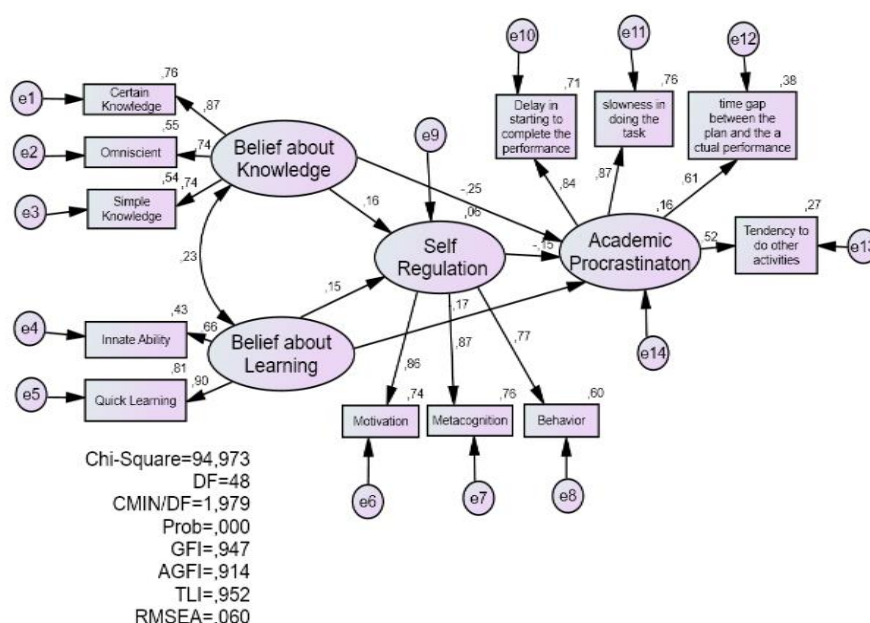 e10
e11
e12
,71
,76
,38
Delay in
starting to
complete the
performance
slowness in
doing the
task
time gap
between the
plan and the a
ctual performance
,76
e1
Certain
Knowledge
,87
,55
e2
Omniscient
,74
,54
e3
Simple
Knowledge
,74
Belief about
Knowledge
e9
,84
,87
,61
-,25
,16
,06
,16
,27
Self
Regulation
-,15
Academic
Procrastinaton
,52
Tendency to
do other
activities
e13
,23
,15
-,17
e14
,43
e4
Innate Ability
,66
,81
e5
Quick Learning
,90
Belief about
Learning
,86
,87
,77
,74
,76
,60
Motivation
Metacognition
Behavior
e6
e7
e8
Chi-Square=94,973
DF=48
CMIN/DF=1,979
Prob=,000
GFI=,947
AGFI=,914
TLI=,952
RMSEA=,060